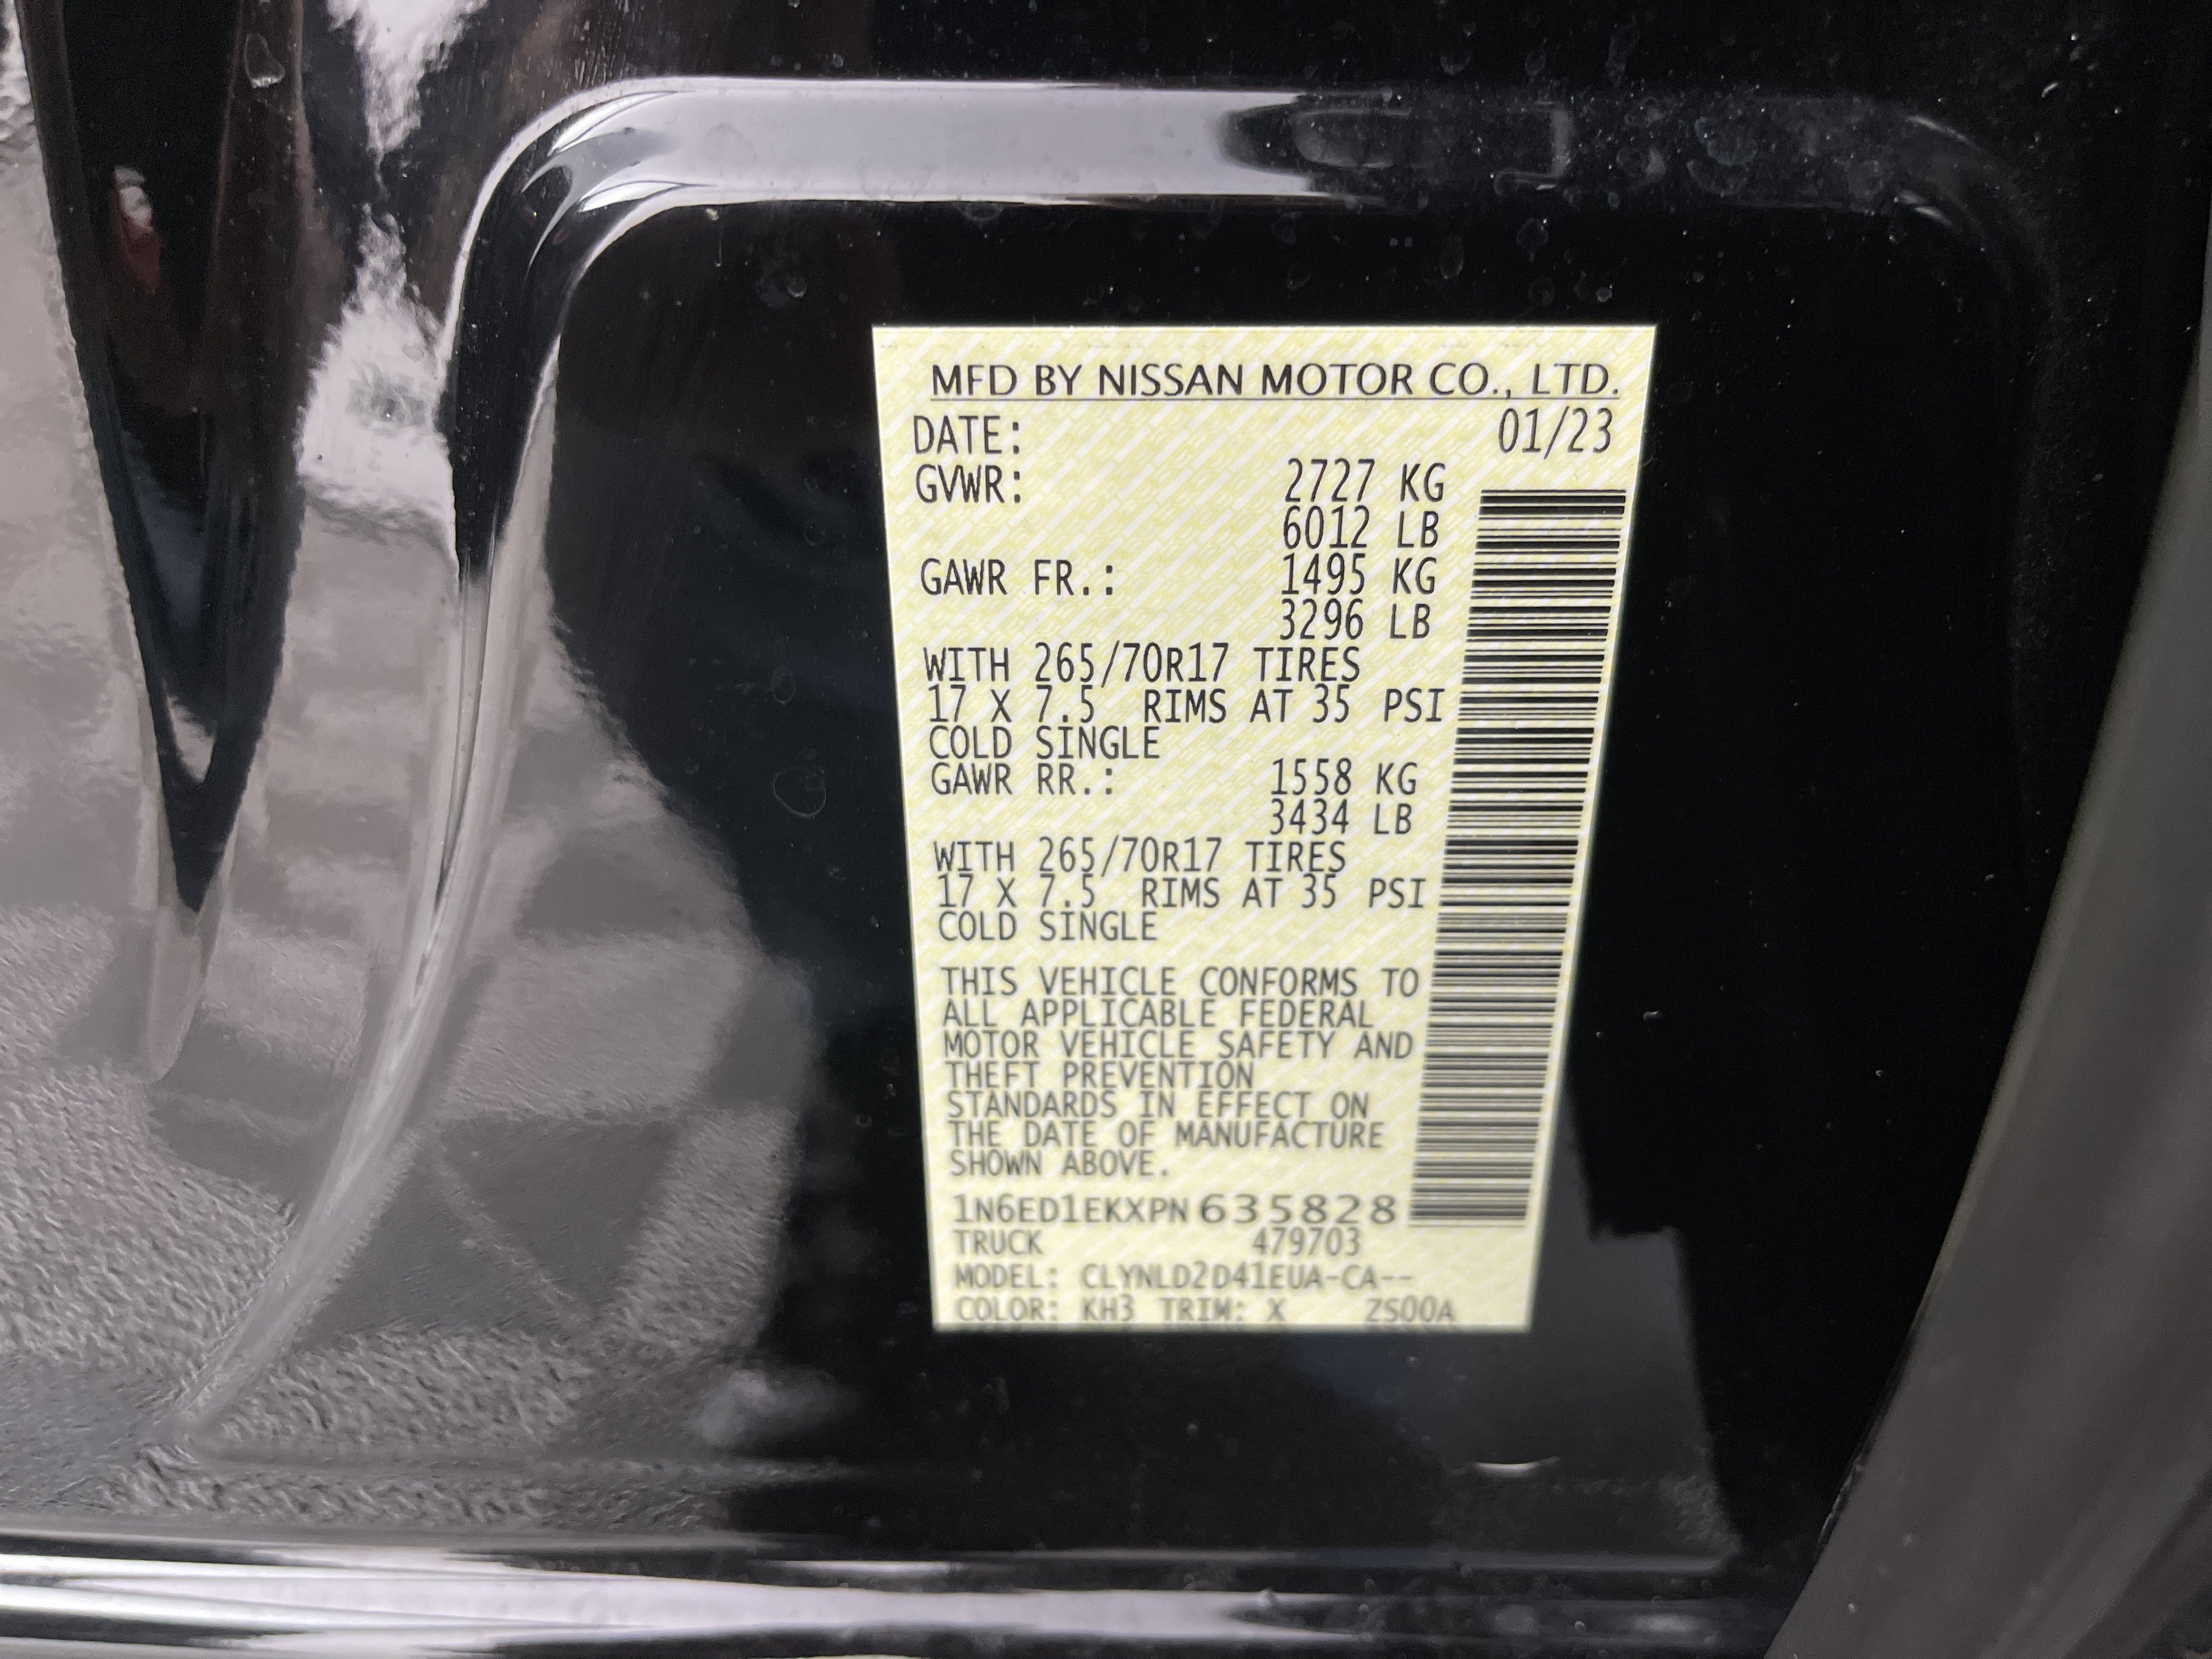 MFD BY NISSAN MOTOR CO., LTD.
DATE: 01/23
GVWR: 2727 KG
6012 LB
GAWR FR.: 1495 KG
3296 LB
WITH 265/70R17 TIRES
17 X 7.5 RIMS AT 35 PSI
COLD SINGLE
GAWR RR.: 1558 KG
3434 LB
WITH 265/70R17 TIRES
17 X 7.5 RIMS AT 35 PSI
COLD SINGLE
THIS VEHICLE CONFORMS TO
ALL APPLICABLE FEDERAL
MOTOR VEHICLE SAFETY AND
THEFT PREVENTION
STANDARDS IN EFFECT ON
THE DATE OF MANUFACTURE
SHOWN ABOVE.
1N6ED1EKXPN635828
TRUCK 479703
MODEL: CLYNLD2D41EUA-CA--
COLOR: KH3 TRIM: X ZS00A